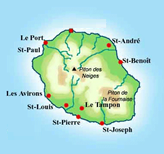 Le Port
St-Paul
St-André
St-Benoît
Piton des
Neiges
Piton de
la Fournaise
Les Avirons
St-Louis
Le Tampon
St-Pierre
St-Joseph